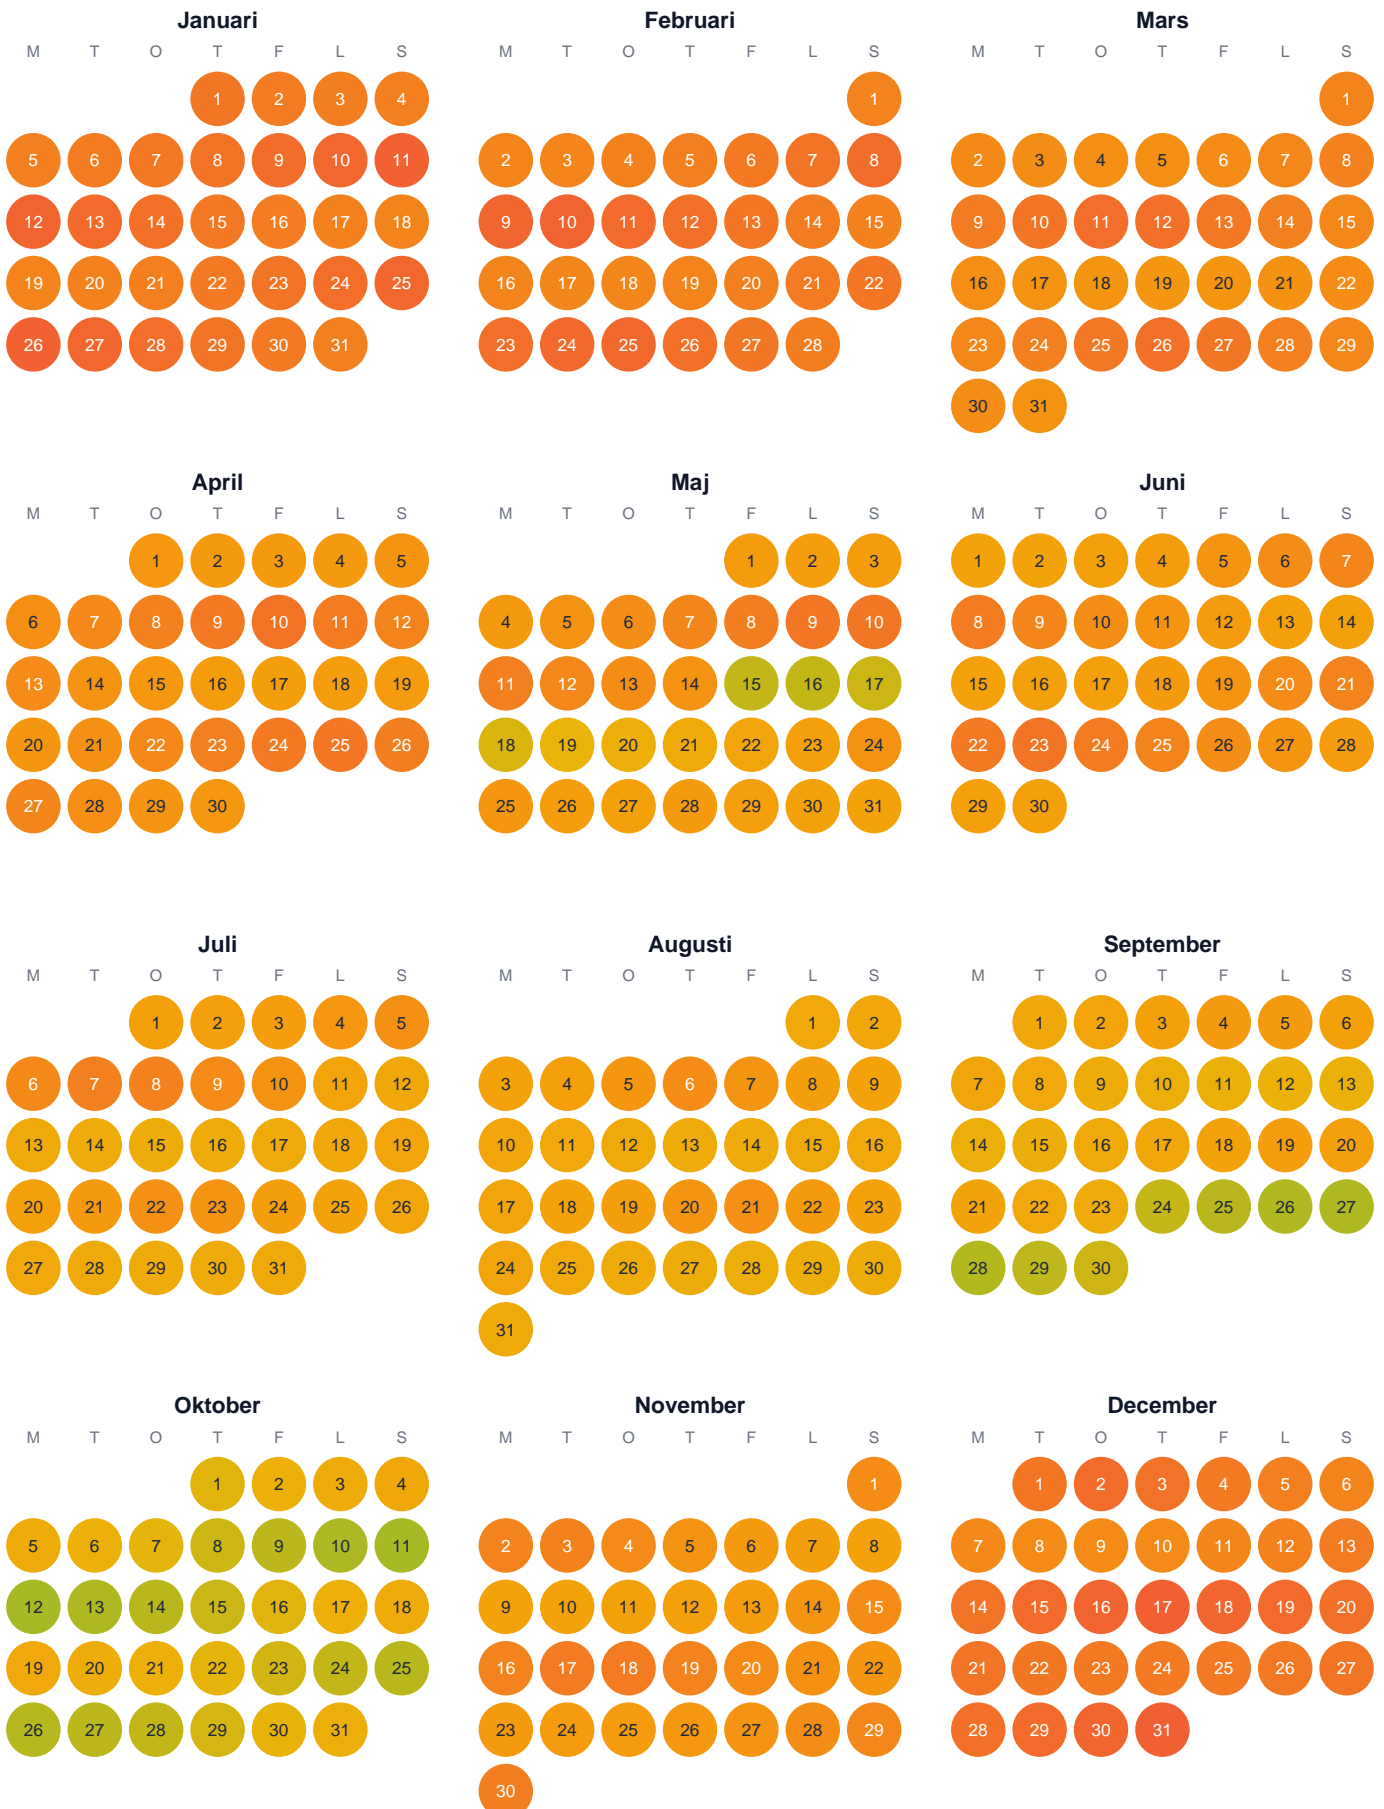 Januari
M T O T F L S
1 2 3 4
5 6 7 8 9 10 11
12 13 14 15 16 17 18
19 20 21 22 23 24 25
26 27 28 29 30 31
Februari
M T O T F L S
1
2 3 4 5 6 7 8
9 10 11 12 13 14 15
16 17 18 19 20 21 22
23 24 25 26 27 28
Mars
M T O T F L S
1
2 3 4 5 6 7 8
9 10 11 12 13 14 15
16 17 18 19 20 21 22
23 24 25 26 27 28 29
30 31
April
M T O T F L S
1 2 3 4 5
6 7 8 9 10 11 12
13 14 15 16 17 18 19
20 21 22 23 24 25 26
27 28 29 30
Maj
M T O T F L S
1 2 3
4 5 6 7 8 9 10
11 12 13 14 15 16 17
18 19 20 21 22 23 24
25 26 27 28 29 30 31
Juni
M T O T F L S
1 2 3 4 5 6 7
8 9 10 11 12 13 14
15 16 17 18 19 20 21
22 23 24 25 26 27 28
29 30
Juli
M T O T F L S
1 2 3 4 5
6 7 8 9 10 11 12
13 14 15 16 17 18 19
20 21 22 23 24 25 26
27 28 29 30 31
Augusti
M T O T F L S
1 2
3 4 5 6 7 8 9
10 11 12 13 14 15 16
17 18 19 20 21 22 23
24 25 26 27 28 29 30
31
September
M T O T F L S
1 2 3 4 5 6
7 8 9 10 11 12 13
14 15 16 17 18 19 20
21 22 23 24 25 26 27
28 29 30
Oktober
M T O T F L S
1 2 3 4
5 6 7 8 9 10 11
12 13 14 15 16 17 18
19 20 21 22 23 24 25
26 27 28 29 30 31
November
M T O T F L S
1
2 3 4 5 6 7 8
9 10 11 12 13 14 15
16 17 18 19 20 21 22
23 24 25 26 27 28 29
30
December
M T O T F L S
1 2 3 4 5 6
7 8 9 10 11 12 13
14 15 16 17 18 19 20
21 22 23 24 25 26 27
28 29 30 31